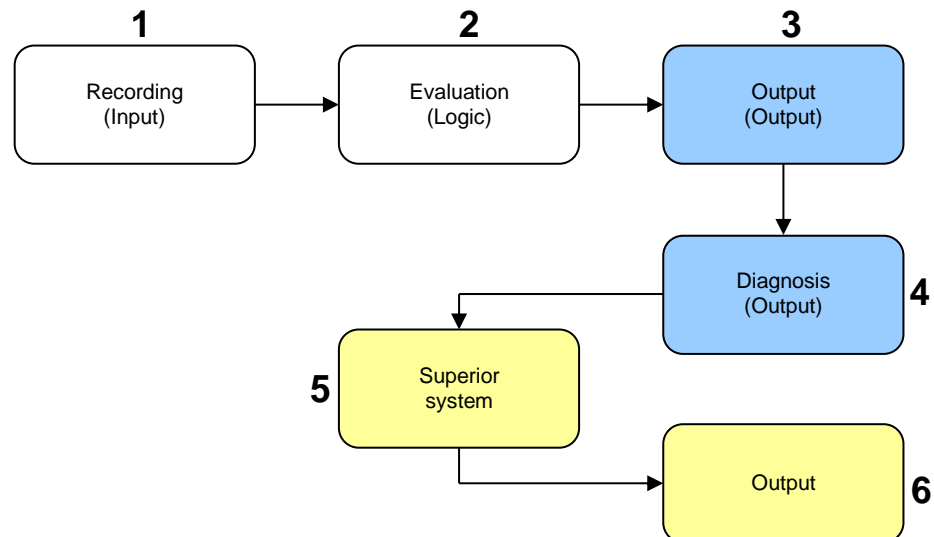 1
2
3
Recording
(Input)
Evaluation
(Logic)
Output
(Output)
Diagnosis
(Output)
4
Superior
system
5
Output
6